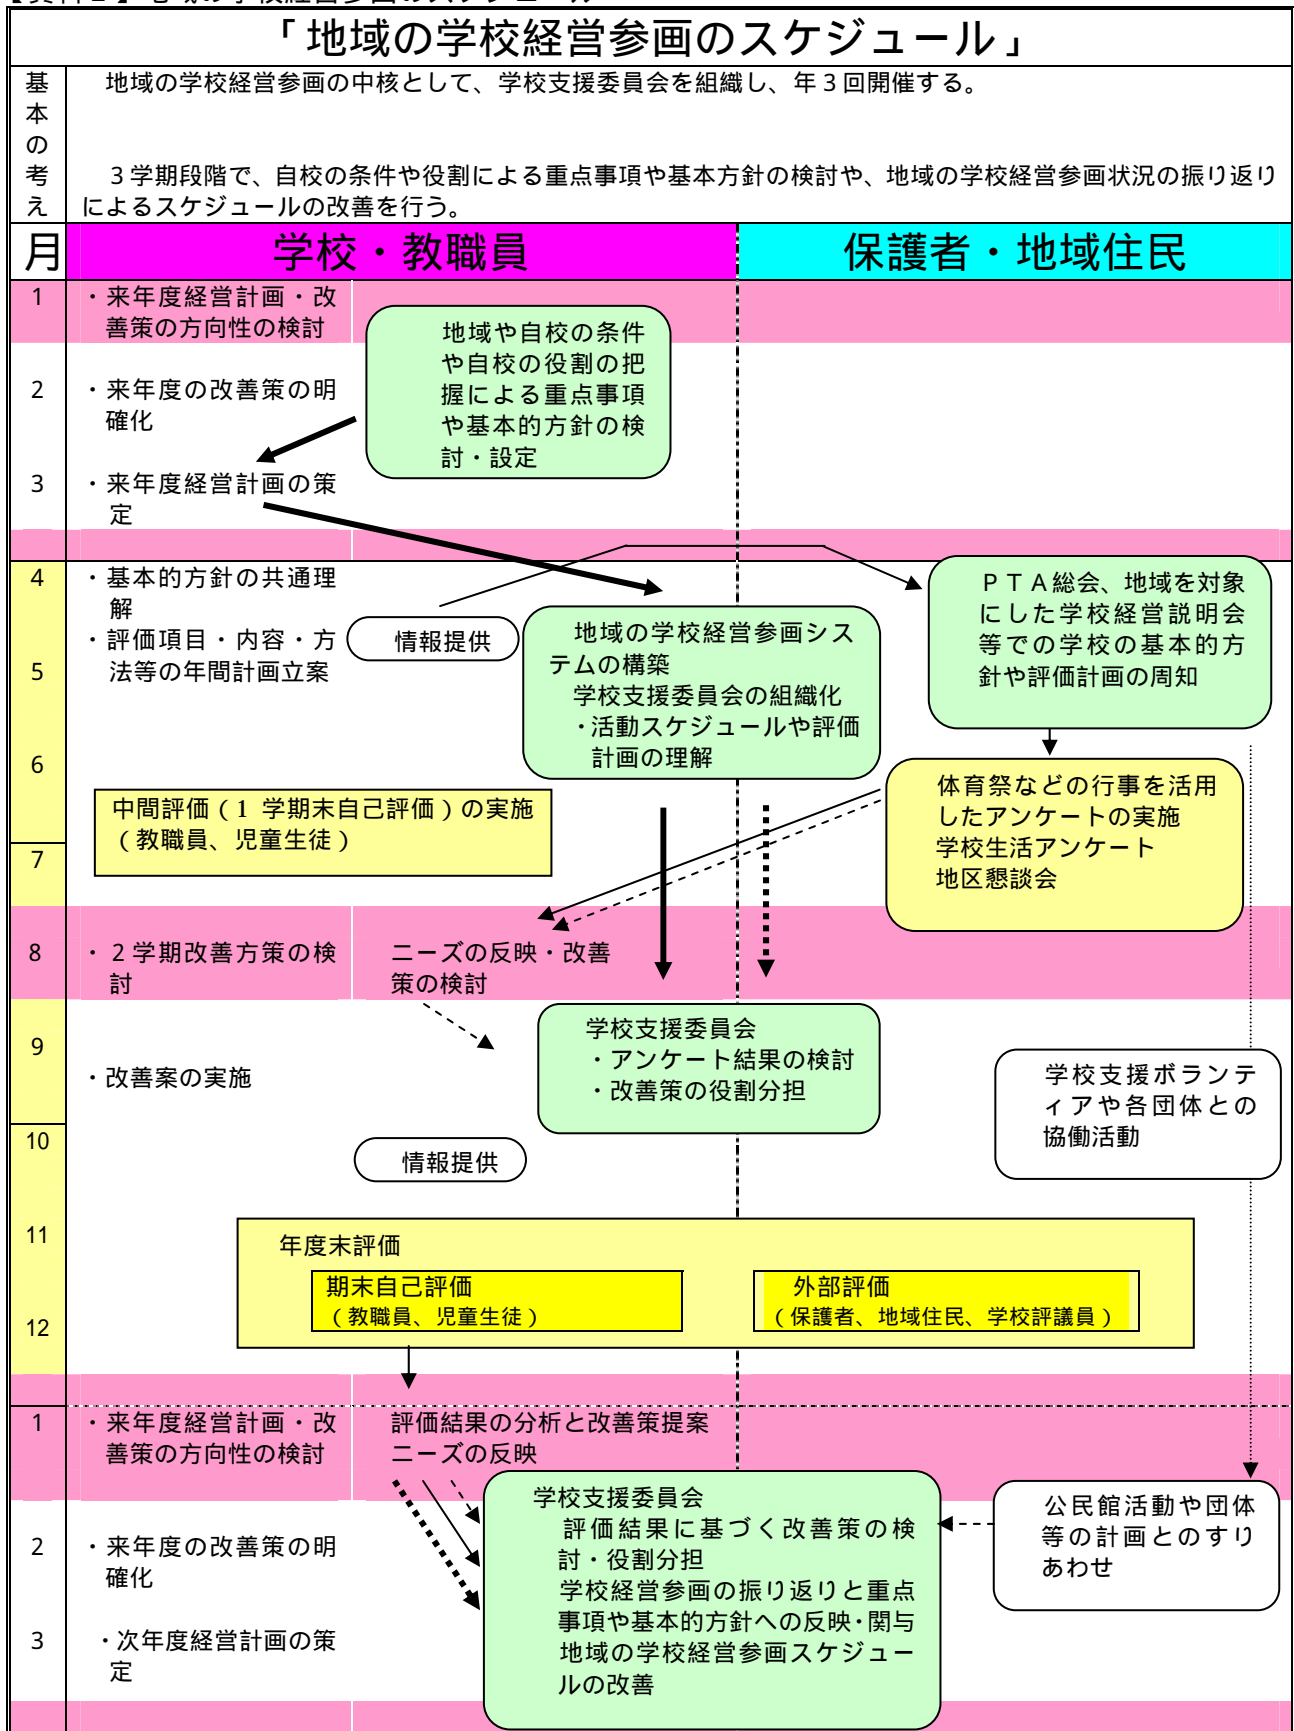 「地域の学校経営参画のスケジュール」
基本の考え
地域の学校経営参画の中核として、学校支援委員会を組織し、年3回開催する。
3学期段階で、自校の条件や役割による重点事項や基本方針の検討や、地域の学校経営参画状況の振り返り
によるスケジュールの改善を行う。
月
学校・教職員
保護者・地域住民
1
・来年度経営計画・改
善策の方向性の検討
地域や自校の条件
や自校の役割の把
握による重点事項
や基本的方針の検
討・設定
2
・来年度の改善策の明
確化
3
・来年度経営計画の策
定
4
・基本的方針の共通理
解
・評価項目・内容・方
法等の年間計画立案
情報提供
地域の学校経営参画シス
テムの構築
学校支援委員会の組織化
・活動スケジュールや評価
計画の理解
PTA総会、地域を対象
にした学校経営説明会
等での学校の基本的方
針や評価計画の周知
5
6
中間評価(1 学期末自己評価)の実施
(教職員、児童生徒)
体育祭などの行事を活用
したアンケートの実施
学校生活アンケート
地区懇談会
7
8
・2学期改善方策の検
討
ニーズの反映・改善
策の検討
9
・改善案の実施
学校支援委員会
・アンケート結果の検討
・改善策の役割分担
学校支援ボランテ
ィアや各団体との
協働活動
10
情報提供
11
年度末評価
期末自己評価
(教職員、児童生徒)
外部評価
(保護者、地域住民、学校評議員)
12
1
・来年度経営計画・改
善策の方向性の検討
評価結果の分析と改善策提案
ニーズの反映
学校支援委員会
評価結果に基づく改善策の検
討・役割分担
学校経営参画の振り返りと重点
事項や基本的方針への反映・関与
地域の学校経営参画スケジュー
ルの改善
公民館活動や団体
等の計画とのすり
あわせ
2
・来年度の改善策の明
確化
3
・次年度経営計画の策
定